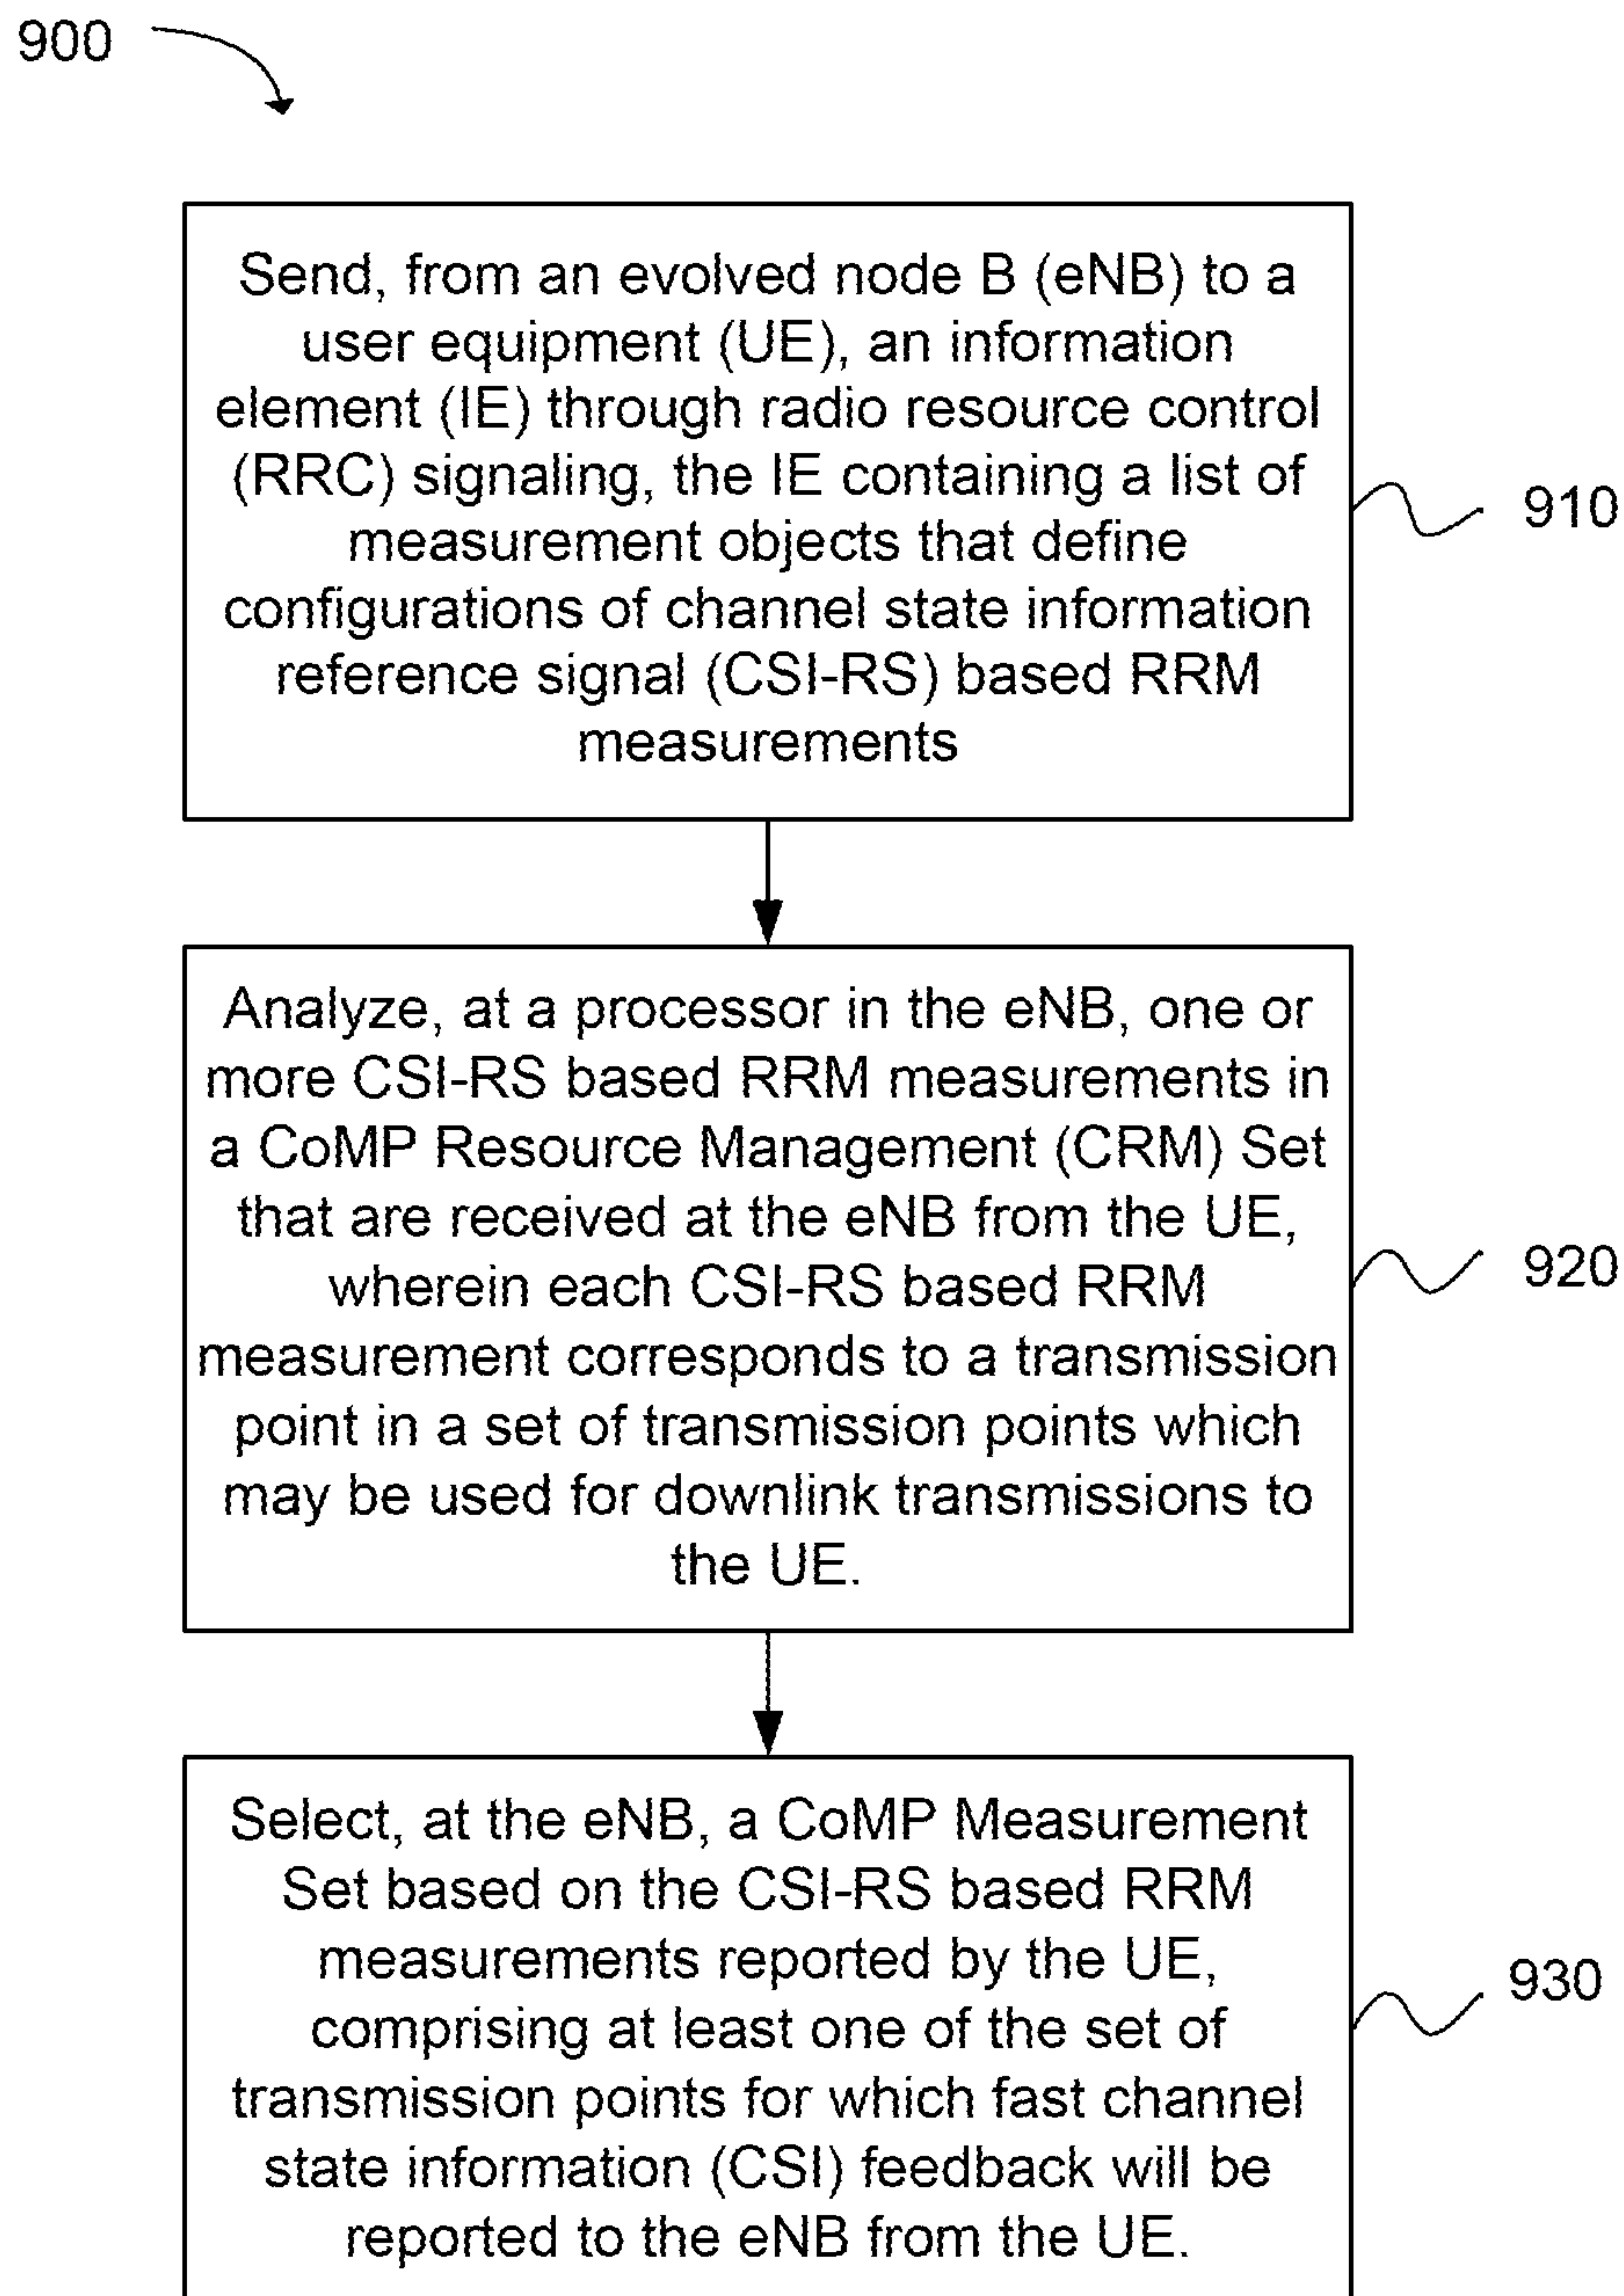 900
Send, from an evolved node B (eNB) to a
user equipment (UE), an information
element (IE) through radio resource control
(RRC) signaling, the IE containing a list of
measurement objects that define
configurations of channel state information
reference signal (CSI-RS) based RRM
measurements
910
Analyze, at a processor in the eNB, one or
more CSI-RS based RRM measurements in
a CoMP Resource Management (CRM) Set
that are received at the eNB from the UE,
wherein each CSI-RS based RRM
measurement corresponds to a transmission
point in a set of transmission points which
may be used for downlink transmissions to
the UE.
920
Select, at the eNB, a CoMP Measurement
Set based on the CSI-RS based RRM
measurements reported by the UE,
comprising at least one of the set of
transmission points for which fast channel
state information (CSI) feedback will be
reported to the eNB from the UE.
930